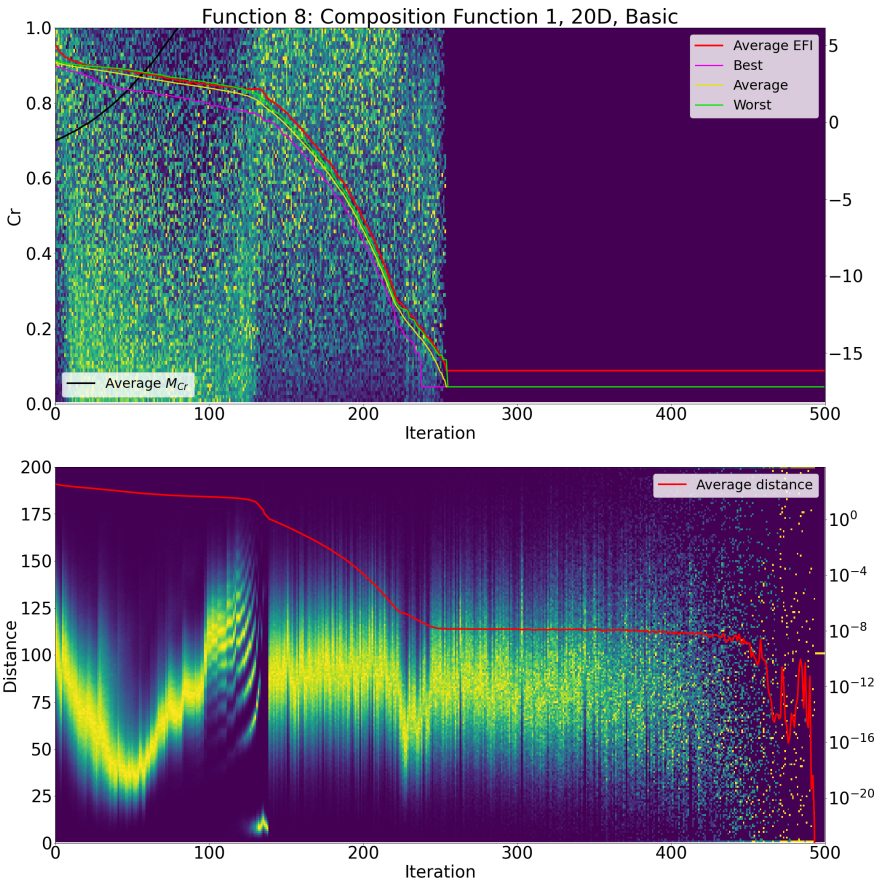 Function 8: Composition Function 1, 20D, Basic
1.0
0.8
0.6
0.4
0.2
0.0
Cr
5
0
−5
−10
−15
Average EFI
Best
Average
Worst
Average M_Cr
0 100 200 300 400 500
Iteration
200
175
150
125
100
75
50
25
0
Distance
Average distance
10^0
10^−4
10^−8
10^−12
10^−16
10^−20
0 100 200 300 400 500
Iteration